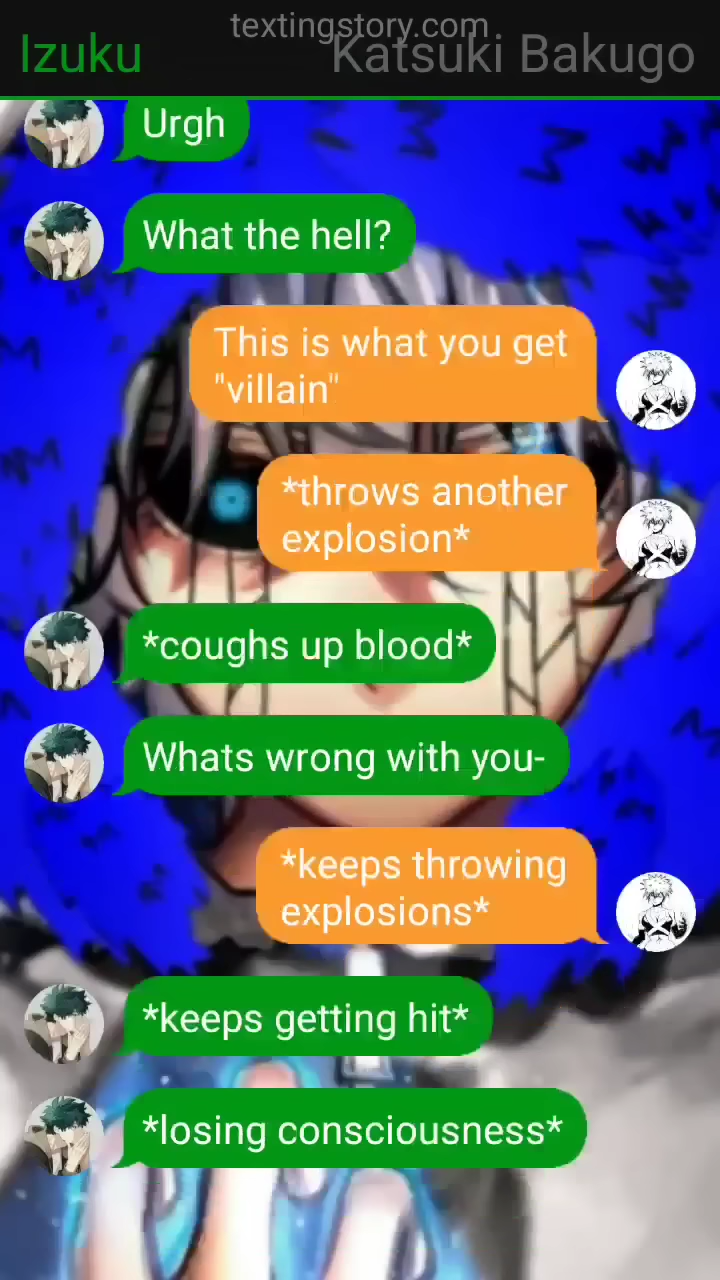 textingstory.com
Izuku
Katsuki Bakugo
Urgh
What the hell?
This is what you get
"villain"
*throws another
explosion*
*coughs up blood*
Whats wrong with you-
*keeps throwing
explosions*
*keeps getting hit*
*losing consciousness*